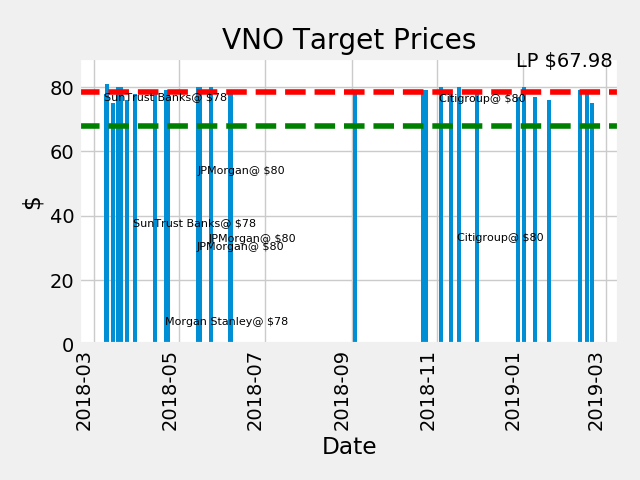 VNO Target Prices
LP $67.98
80
SunTrust Banks@ $78
Citigroup@ $80
60
JPMorgan@ $80
40
SunTrust Banks@ $78
JPMorgan@ $80
Citigroup@ $80
JPMorgan@ $80
20
Morgan Stanley@ $78
0
$
2018-03
2018-05
2018-07
2018-09
2018-11
2019-01
2019-03
Date